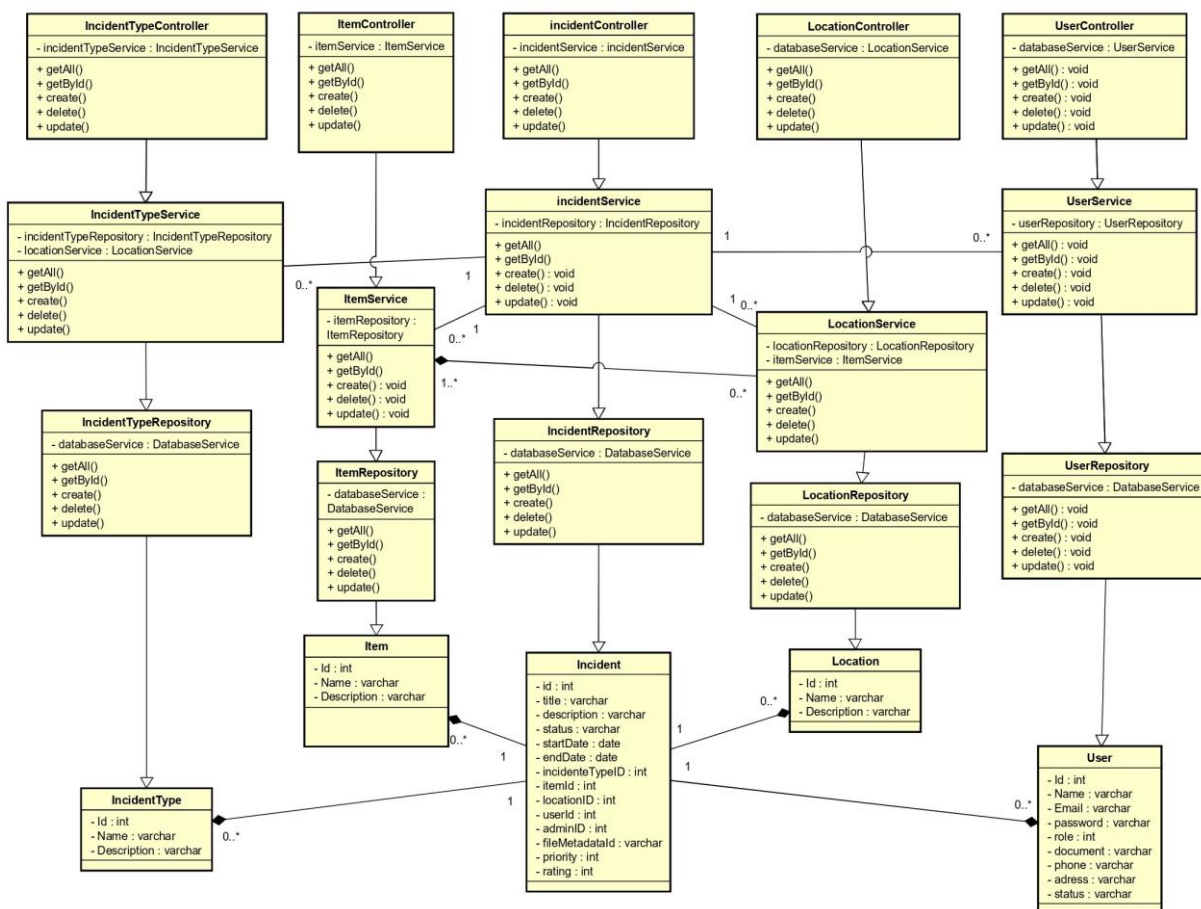 IncidentTypeController
- incidentTypeService : IncidentTypeService
+ getAll()
+ getById()
+ create()
+ delete()
+ update()
ItemController
- itemService : ItemService
+ getAll()
+ getById()
+ create()
+ delete()
+ update()
incidentController
- incidentService : incidentService
+ getAll()
+ getById()
+ create()
+ delete()
+ update()
LocationController
- databaseService : LocationService
+ getAll()
+ getById()
+ create()
+ delete()
+ update()
UserController
- databaseService : UserService
+ getAll() : void
+ getById() : void
+ create() : void
+ delete() : void
+ update() : void
IncidentTypeService
- incidentTypeRepository : IncidentTypeRepository
- locationService : LocationService
+ getAll()
+ getById()
+ create()
+ delete()
+ update()
incidentService
- incidentRepository : IncidentRepository
+ getAll()
+ getById()
+ create() : void
+ delete() : void
+ update() : void
UserService
- userRepository : UserRepository
+ getAll() : void
+ getById() : void
+ create() : void
+ delete() : void
+ update() : void
1
0..*
0..*
1
1
0..*
1
0..*
ItemService
- itemRepository :
ItemRepository
+ getAll()
+ getById()
+ create() : void
+ delete() : void
+ update() : void
LocationService
- locationRepository : LocationRepository
- itemService : ItemService
+ getAll()
+ getById()
+ create()
+ delete()
+ update()
1..*
0..*
IncidentTypeRepository
- databaseService : DatabaseService
+ getAll()
+ getById()
+ create()
+ delete()
+ update()
ItemRepository
- databaseService :
DatabaseService
+ getAll()
+ getById()
+ create()
+ delete()
+ update()
IncidentRepository
- databaseService : DatabaseService
+ getAll()
+ getById()
+ create()
+ delete()
+ update()
LocationRepository
- databaseService : DatabaseService
+ getAll()
+ getById()
+ create()
+ delete()
+ update()
UserRepository
- databaseService : DatabaseService
+ getAll() : void
+ getById() : void
+ create() : void
+ delete() : void
+ update() : void
Item
- Id : int
- Name : varchar
- Description : varchar
Incident
- id : int
- title : varchar
- description : varchar
- status : varchar
- startDate : date
- endDate : date
- incidenteTypeID : int
- itemId : int
- locationID : int
- userId : int
- adminID : int
- fileMetadataId : varchar
- priority : int
- rating : int
Location
- Id : int
- Name : varchar
- Description : varchar
0..*
1
0..*
1
1
0..*
1
0..*
IncidentType
- Id : int
- Name : varchar
- Description : varchar
User
- Id : int
- Name : varchar
- Email : varchar
- password : varchar
- role : int
- document : varchar
- phone : varchar
- adress : varchar
- status : varchar